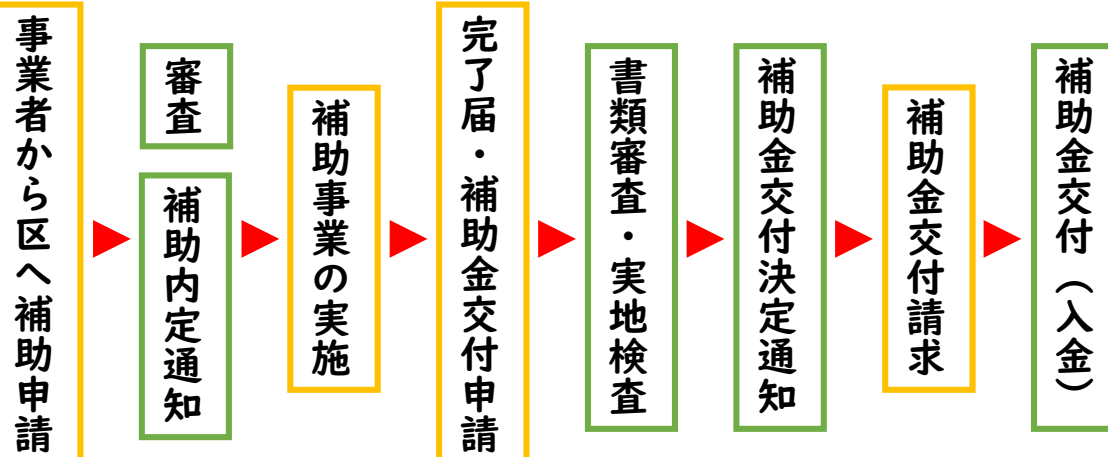 事業者から区へ補助申請
審査
補助内定通知
補助事業の実施
完了届・補助金交付申請
書類審査・実地検査
補助金交付決定通知
補助金交付請求
補助金交付（入金）